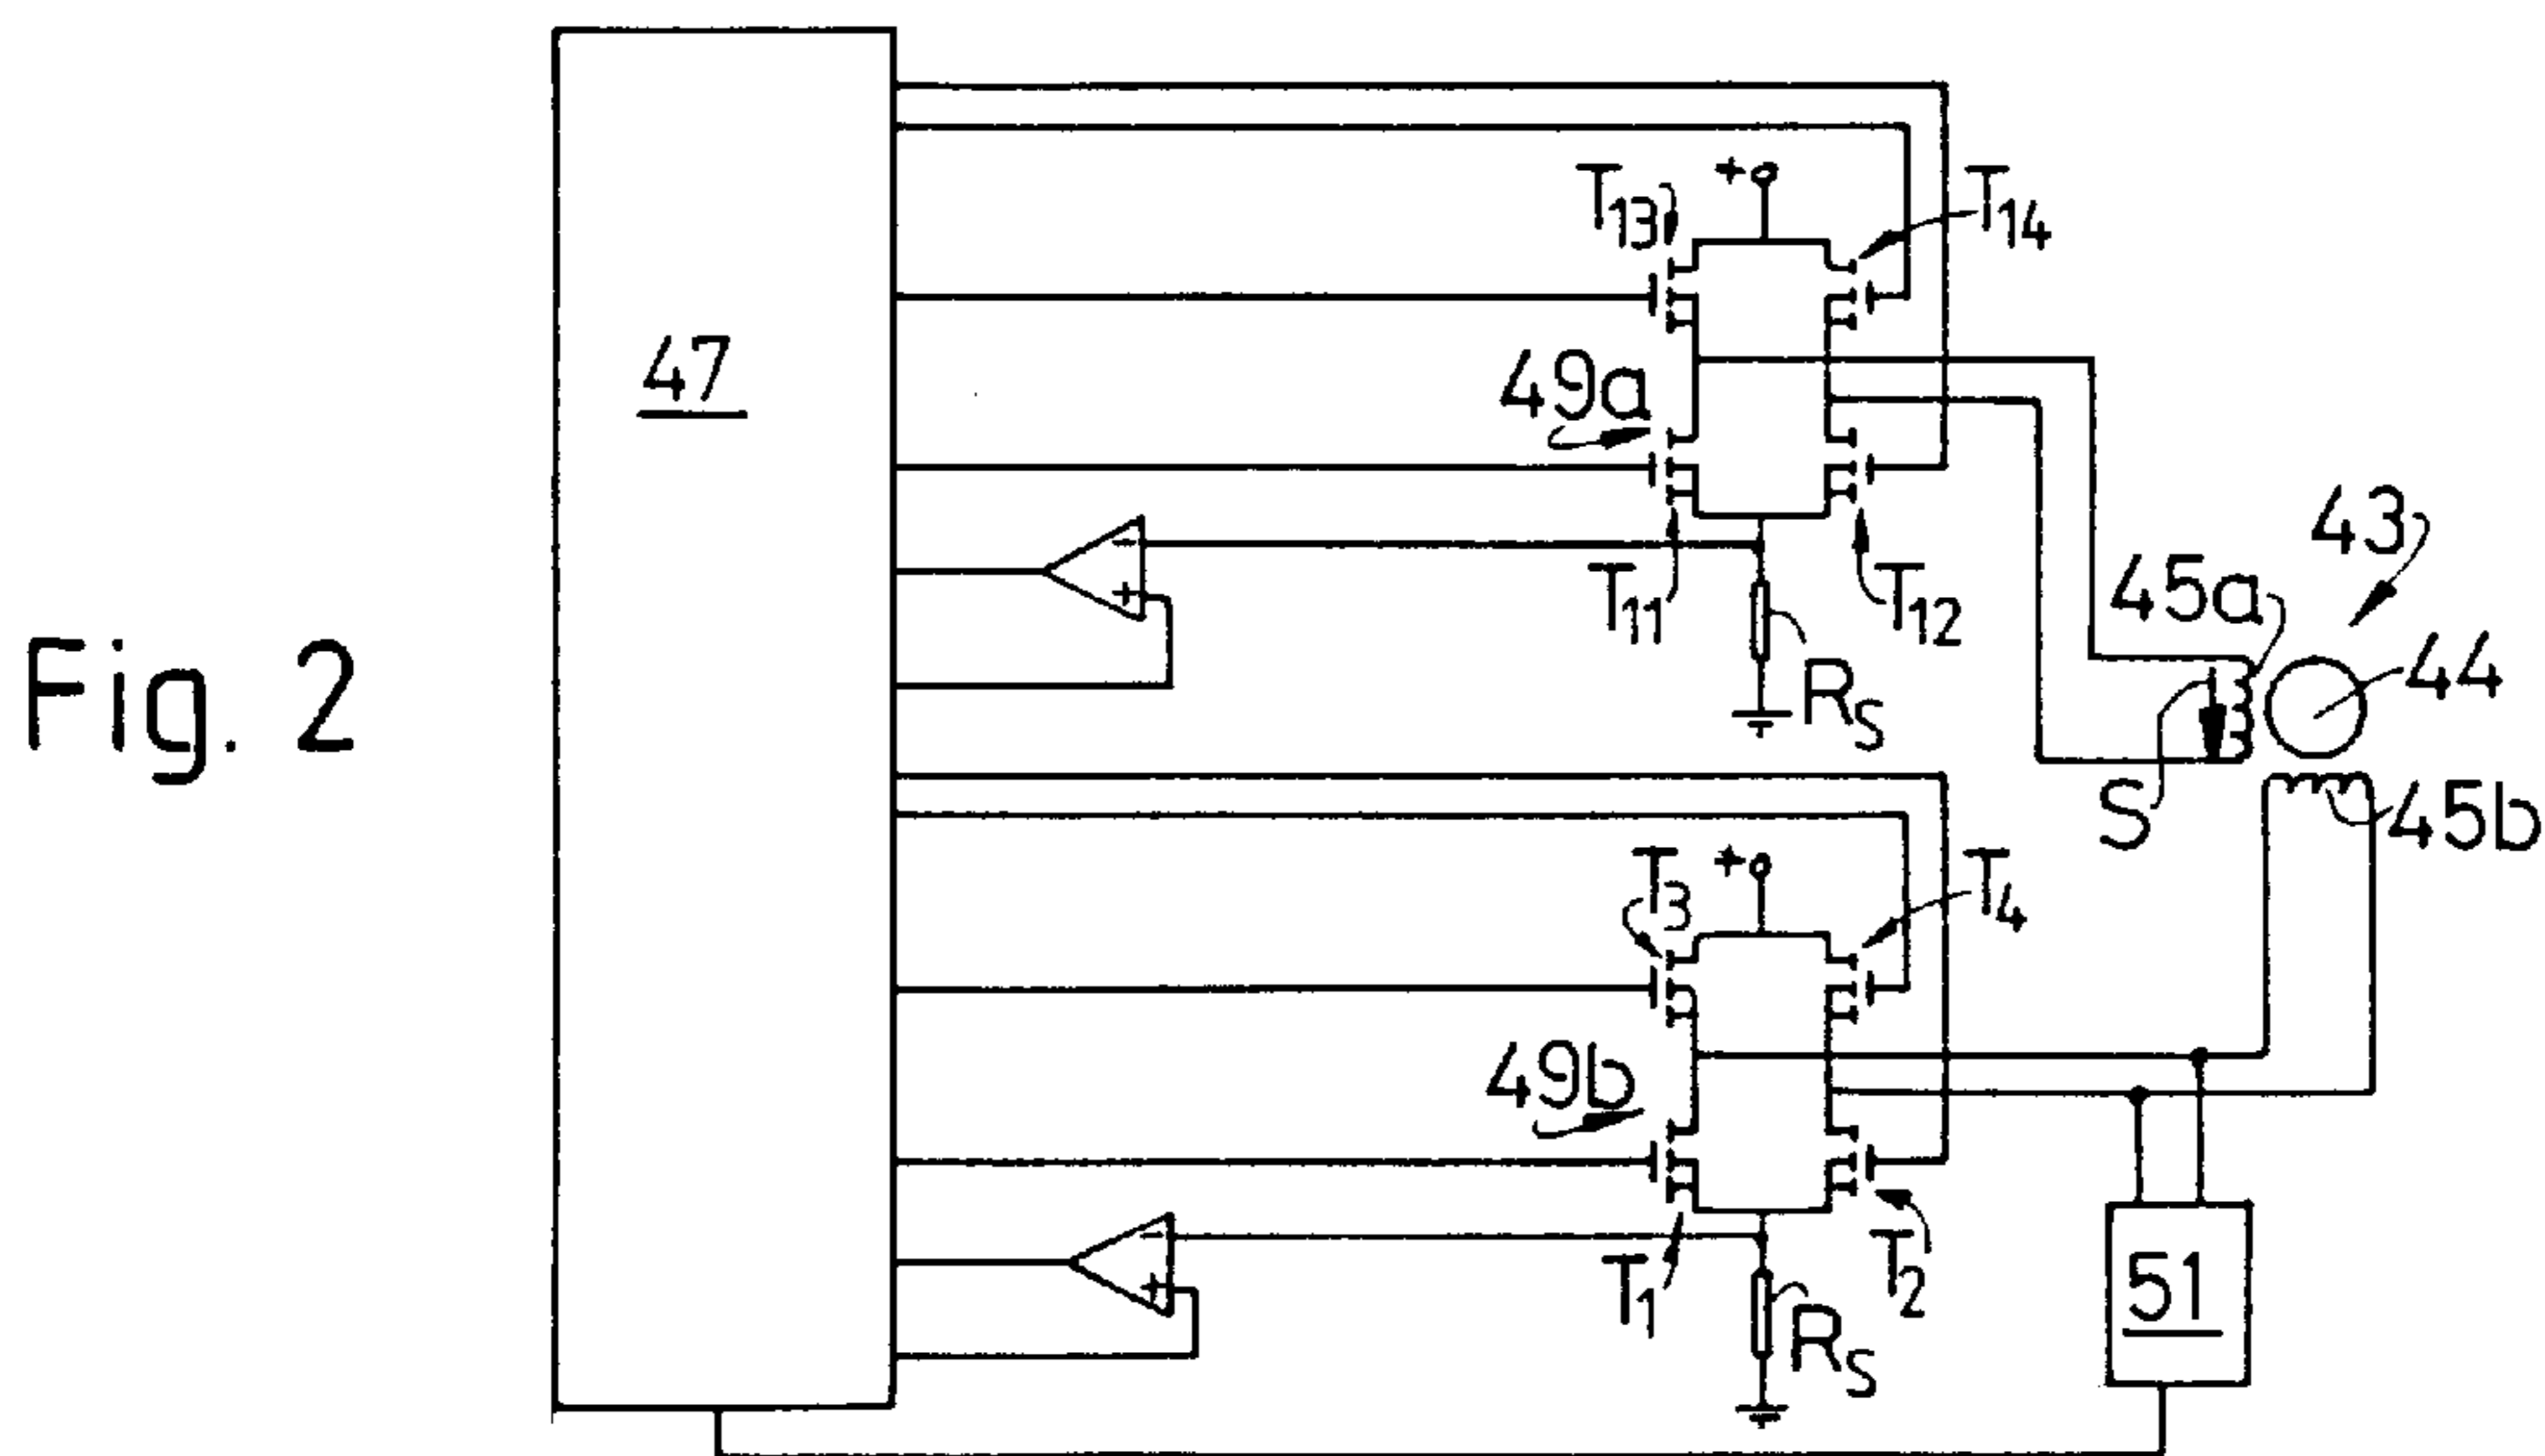 Fig. 2
47
+
T13
T14
49a
-
+
T11
T12
RS
43
45a
44
S
45b
+
T3
T4
49b
-
+
T1
T2
RS
51